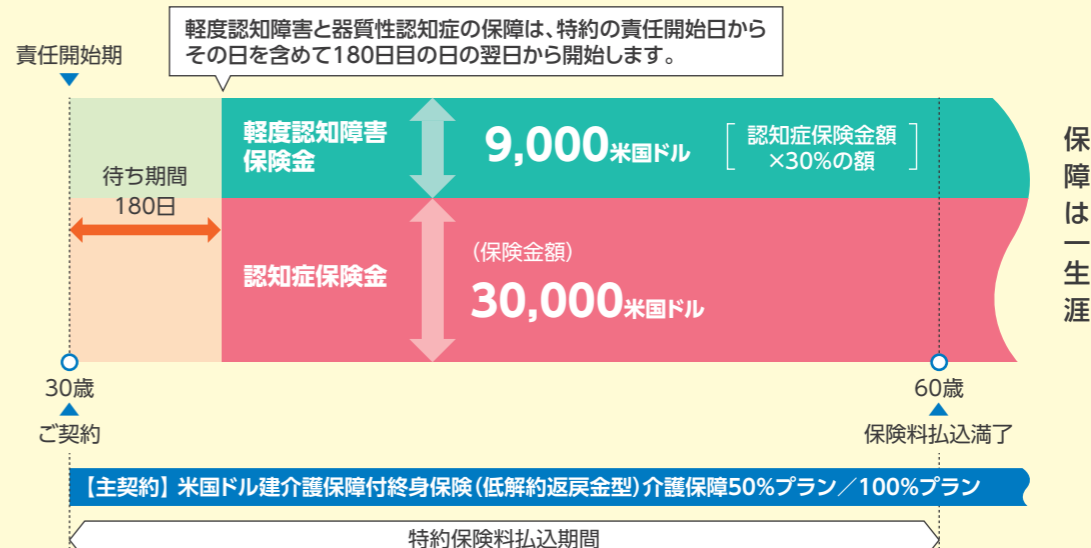 軽度認知障害と器質性認知症の保障は、特約の責任開始日から
その日を含めて180日目の日の翌日から開始します。
責任開始期
待ち期間
180日
軽度認知障害
保険金
9,000米国ドル
認知症保険金額
×30%の額
認知症保険金
(保険金額)
30,000米国ドル
保障は一生涯
30歳
ご契約
60歳
保険料払込満了
【主契約】米国ドル建介護保障付終身保険(低解約返戻金型)介護保障50%プラン/100%プラン
特約保険料払込期間